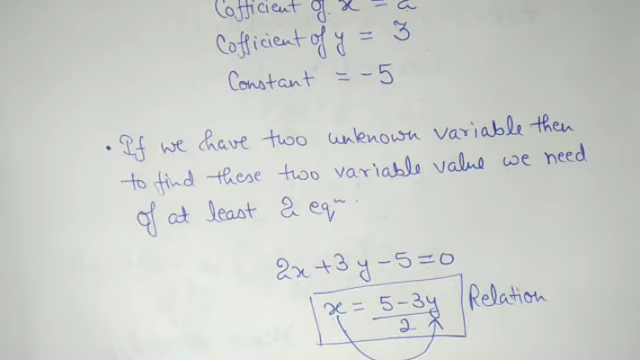 Cofficient of x = 2
Cofficient of y = 3
Constant = -5
• If we have two unknown variable then
to find these two variable value we need
of at least 2 eqⁿ.
2x + 3y - 5 = 0
x = 5 - 3y / 2 Relation